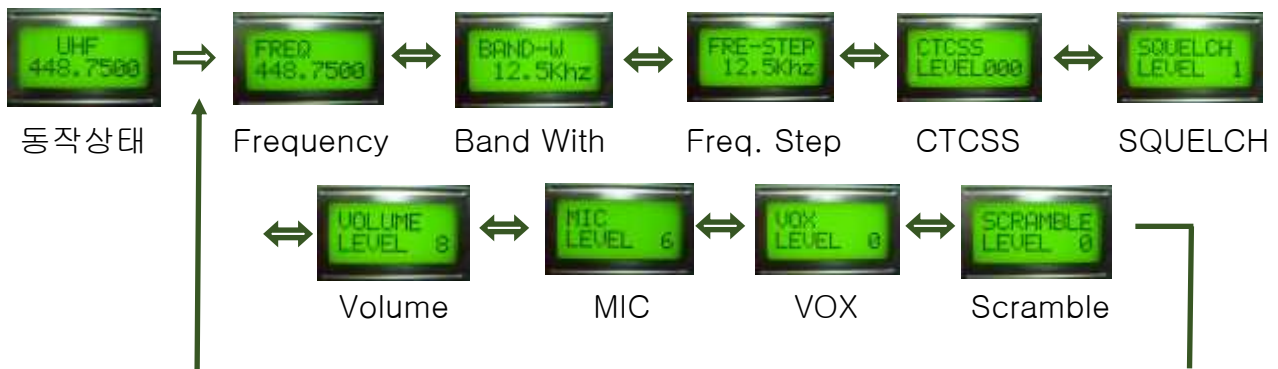 UHF
448.7500
FREQ
448.7500
BAND-W
12.5Khz
FRE-STEP
12.5Khz
CTCSS
LEVEL000
SQUELCH
LEVEL 1
동작상태
Frequency
Band With
Freq. Step
CTCSS
SQUELCH
VOLUME
LEVEL 8
MIC
LEVEL 6
VOX
LEVEL 0
SCRAMBLE
LEVEL 0
Volume
MIC
VOX
Scramble